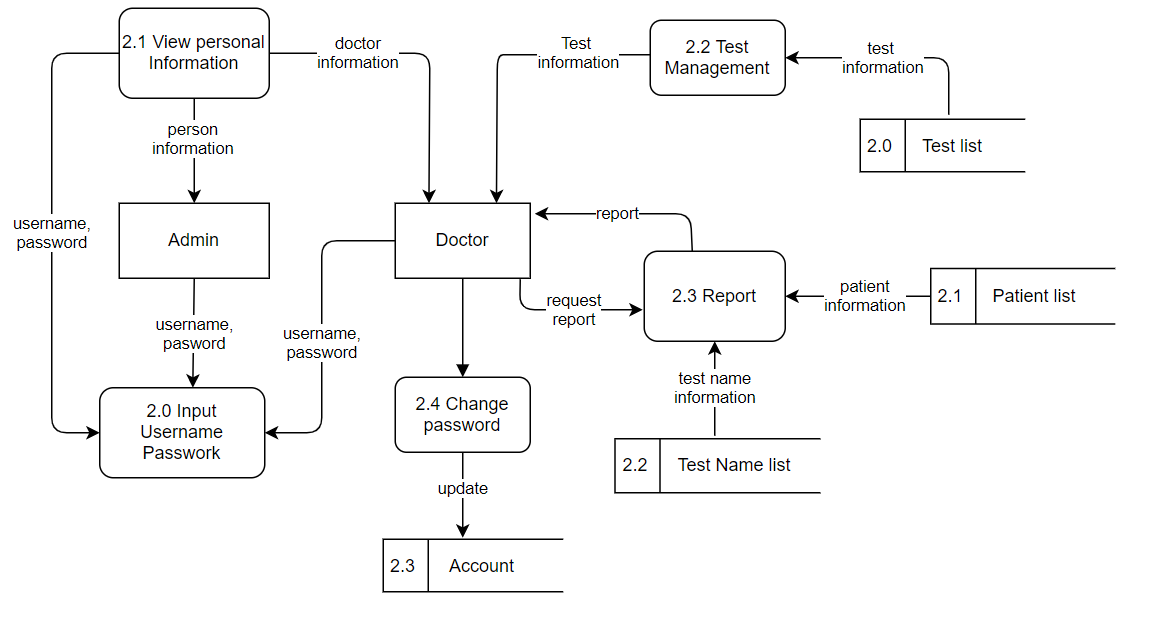 2.1 View personal
Information
doctor
information
Test
information
2.2 Test
Management
test
information
2.0
Test list
person
information
username,
password
Admin
Doctor
report
2.3 Report
patient
information
2.1
Patient list
request
report
username,
pasword
username,
password
test name
information
2.0 Input
Username
Passwork
2.4 Change
password
2.2
Test Name list
update
2.3
Account